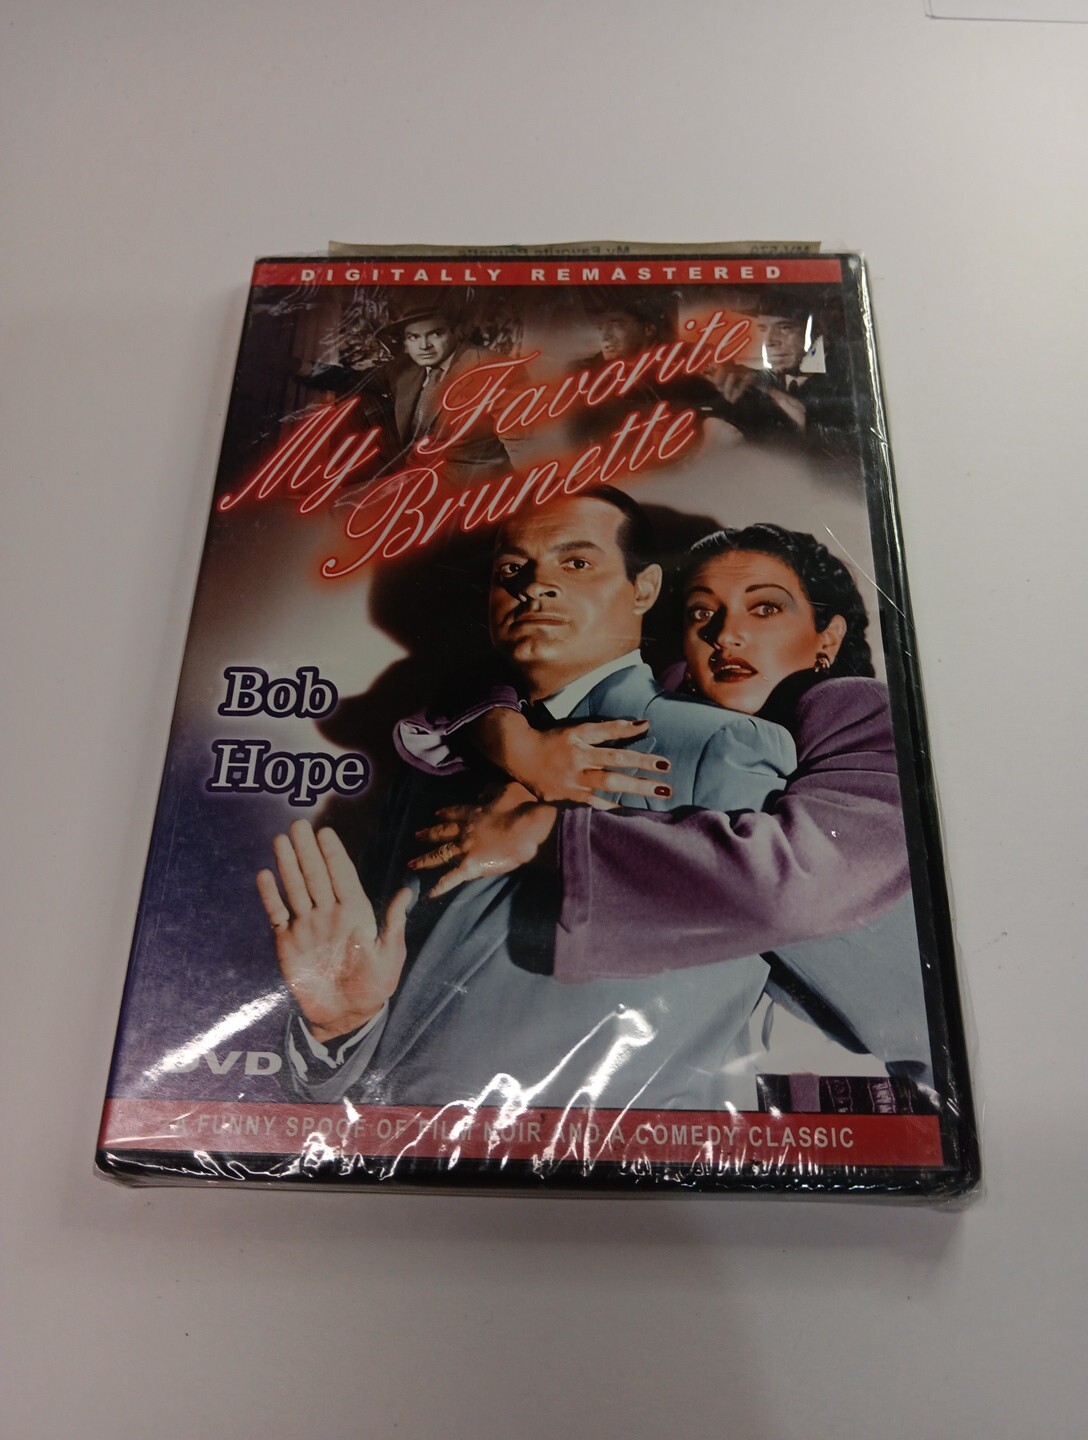 DIGITALLY REMASTERED
My Favorite
Brunette
Bob
Hope
DVD
A FUNNY SPOOF OF FILM NOIR AND A COMEDY CLASSIC